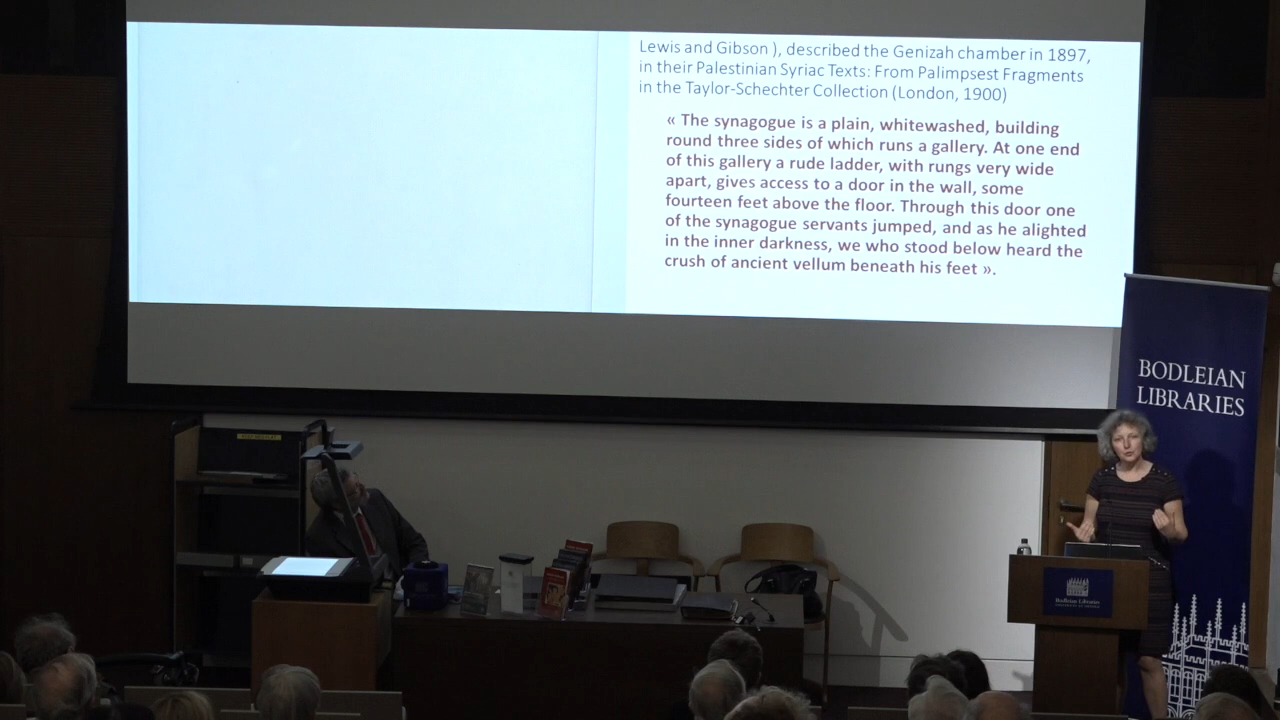 Lewis and Gibson ), described the Genizah chamber in 1897,
in their Palestinian Syriac Texts: From Palimpsest Fragments
in the Taylor-Schechter Collection (London, 1900)
« The synagogue is a plain, whitewashed, building
round three sides of which runs a gallery. At one end
of this gallery a rude ladder, with rungs very wide
apart, gives access to a door in the wall, some
fourteen feet above the floor. Through this door one
of the synagogue servants jumped, and as he alighted
in the inner darkness, we who stood below heard the
crush of ancient vellum beneath his feet ».
BODLEIAN
LIBRARIES
Bodleian Libraries